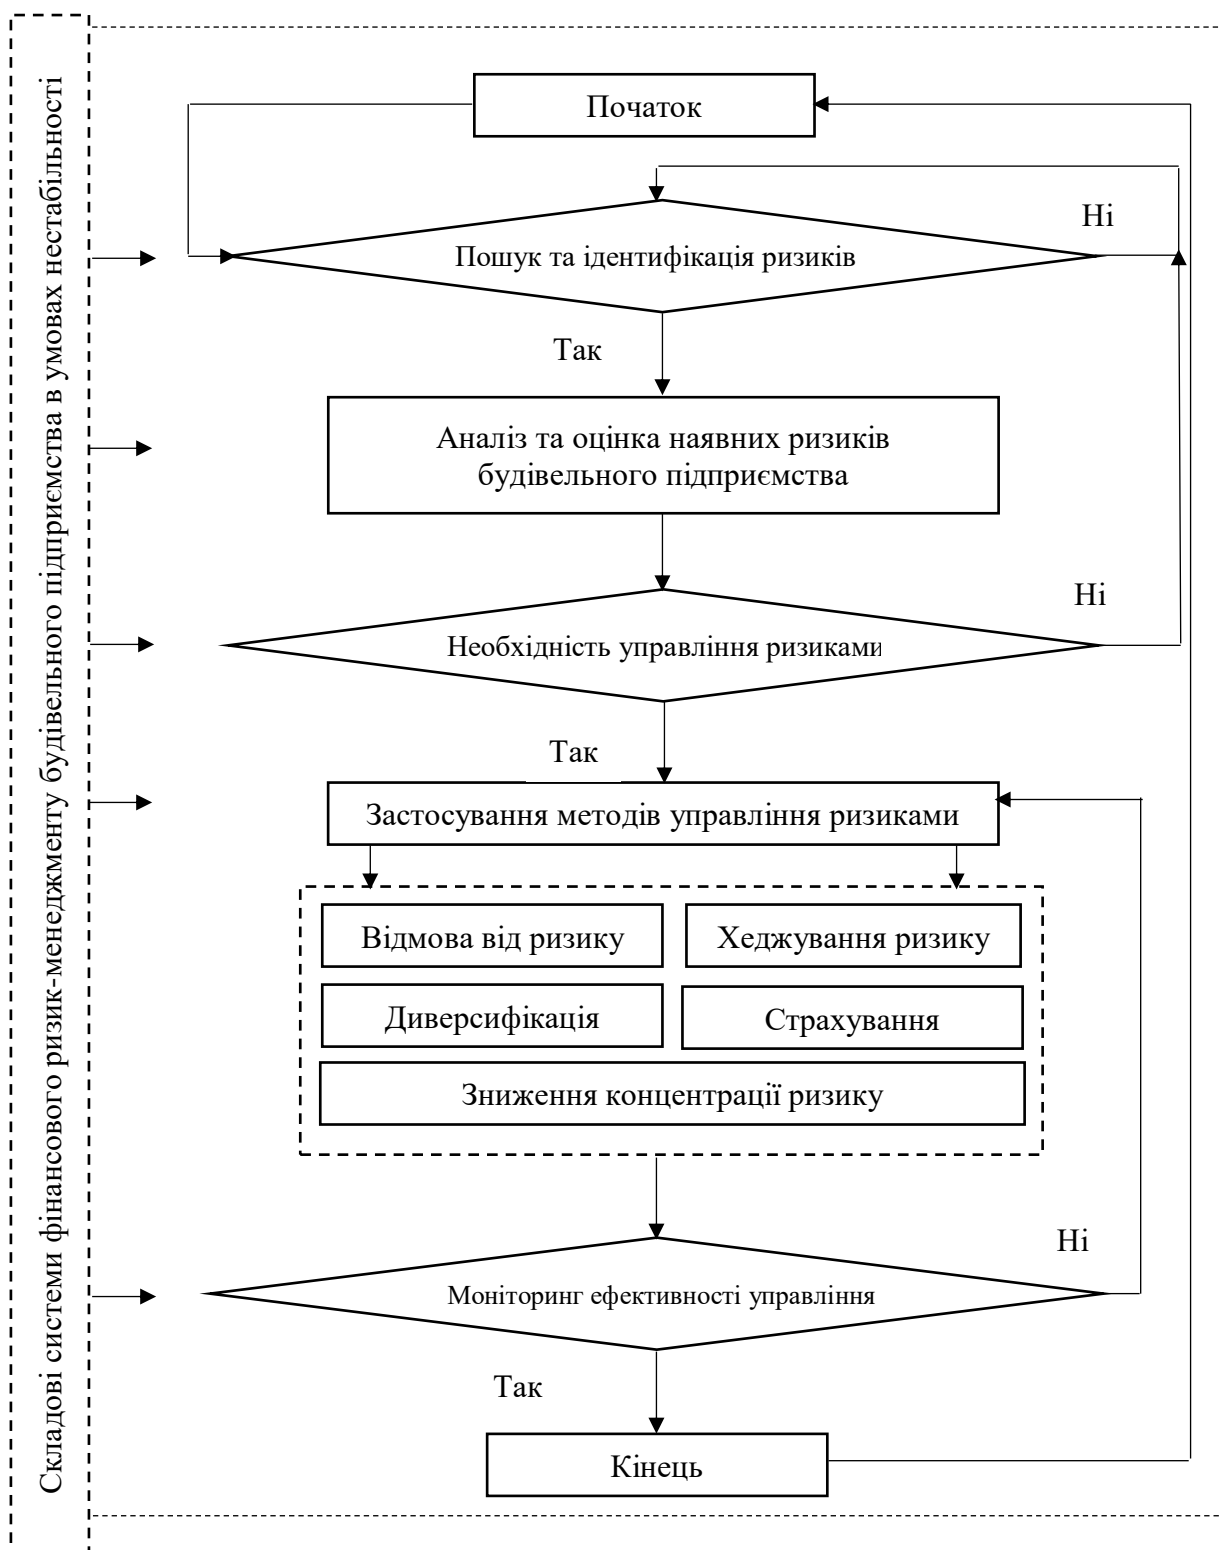 Складові системи фінансового ризик-менеджменту будівельного підприємства в умовах нестабільності
Початок
Ні
Пошук та ідентифікація ризиків
Так
Аналіз та оцінка наявних ризиків
будівельного підприємства
Ні
Необхідність управління ризиками
Так
Застосування методів управління ризиками
Відмова від ризику
Хеджування ризику
Диверсифікація
Страхування
Зниження концентрації ризику
Ні
Моніторинг ефективності управління
Так
Кінець